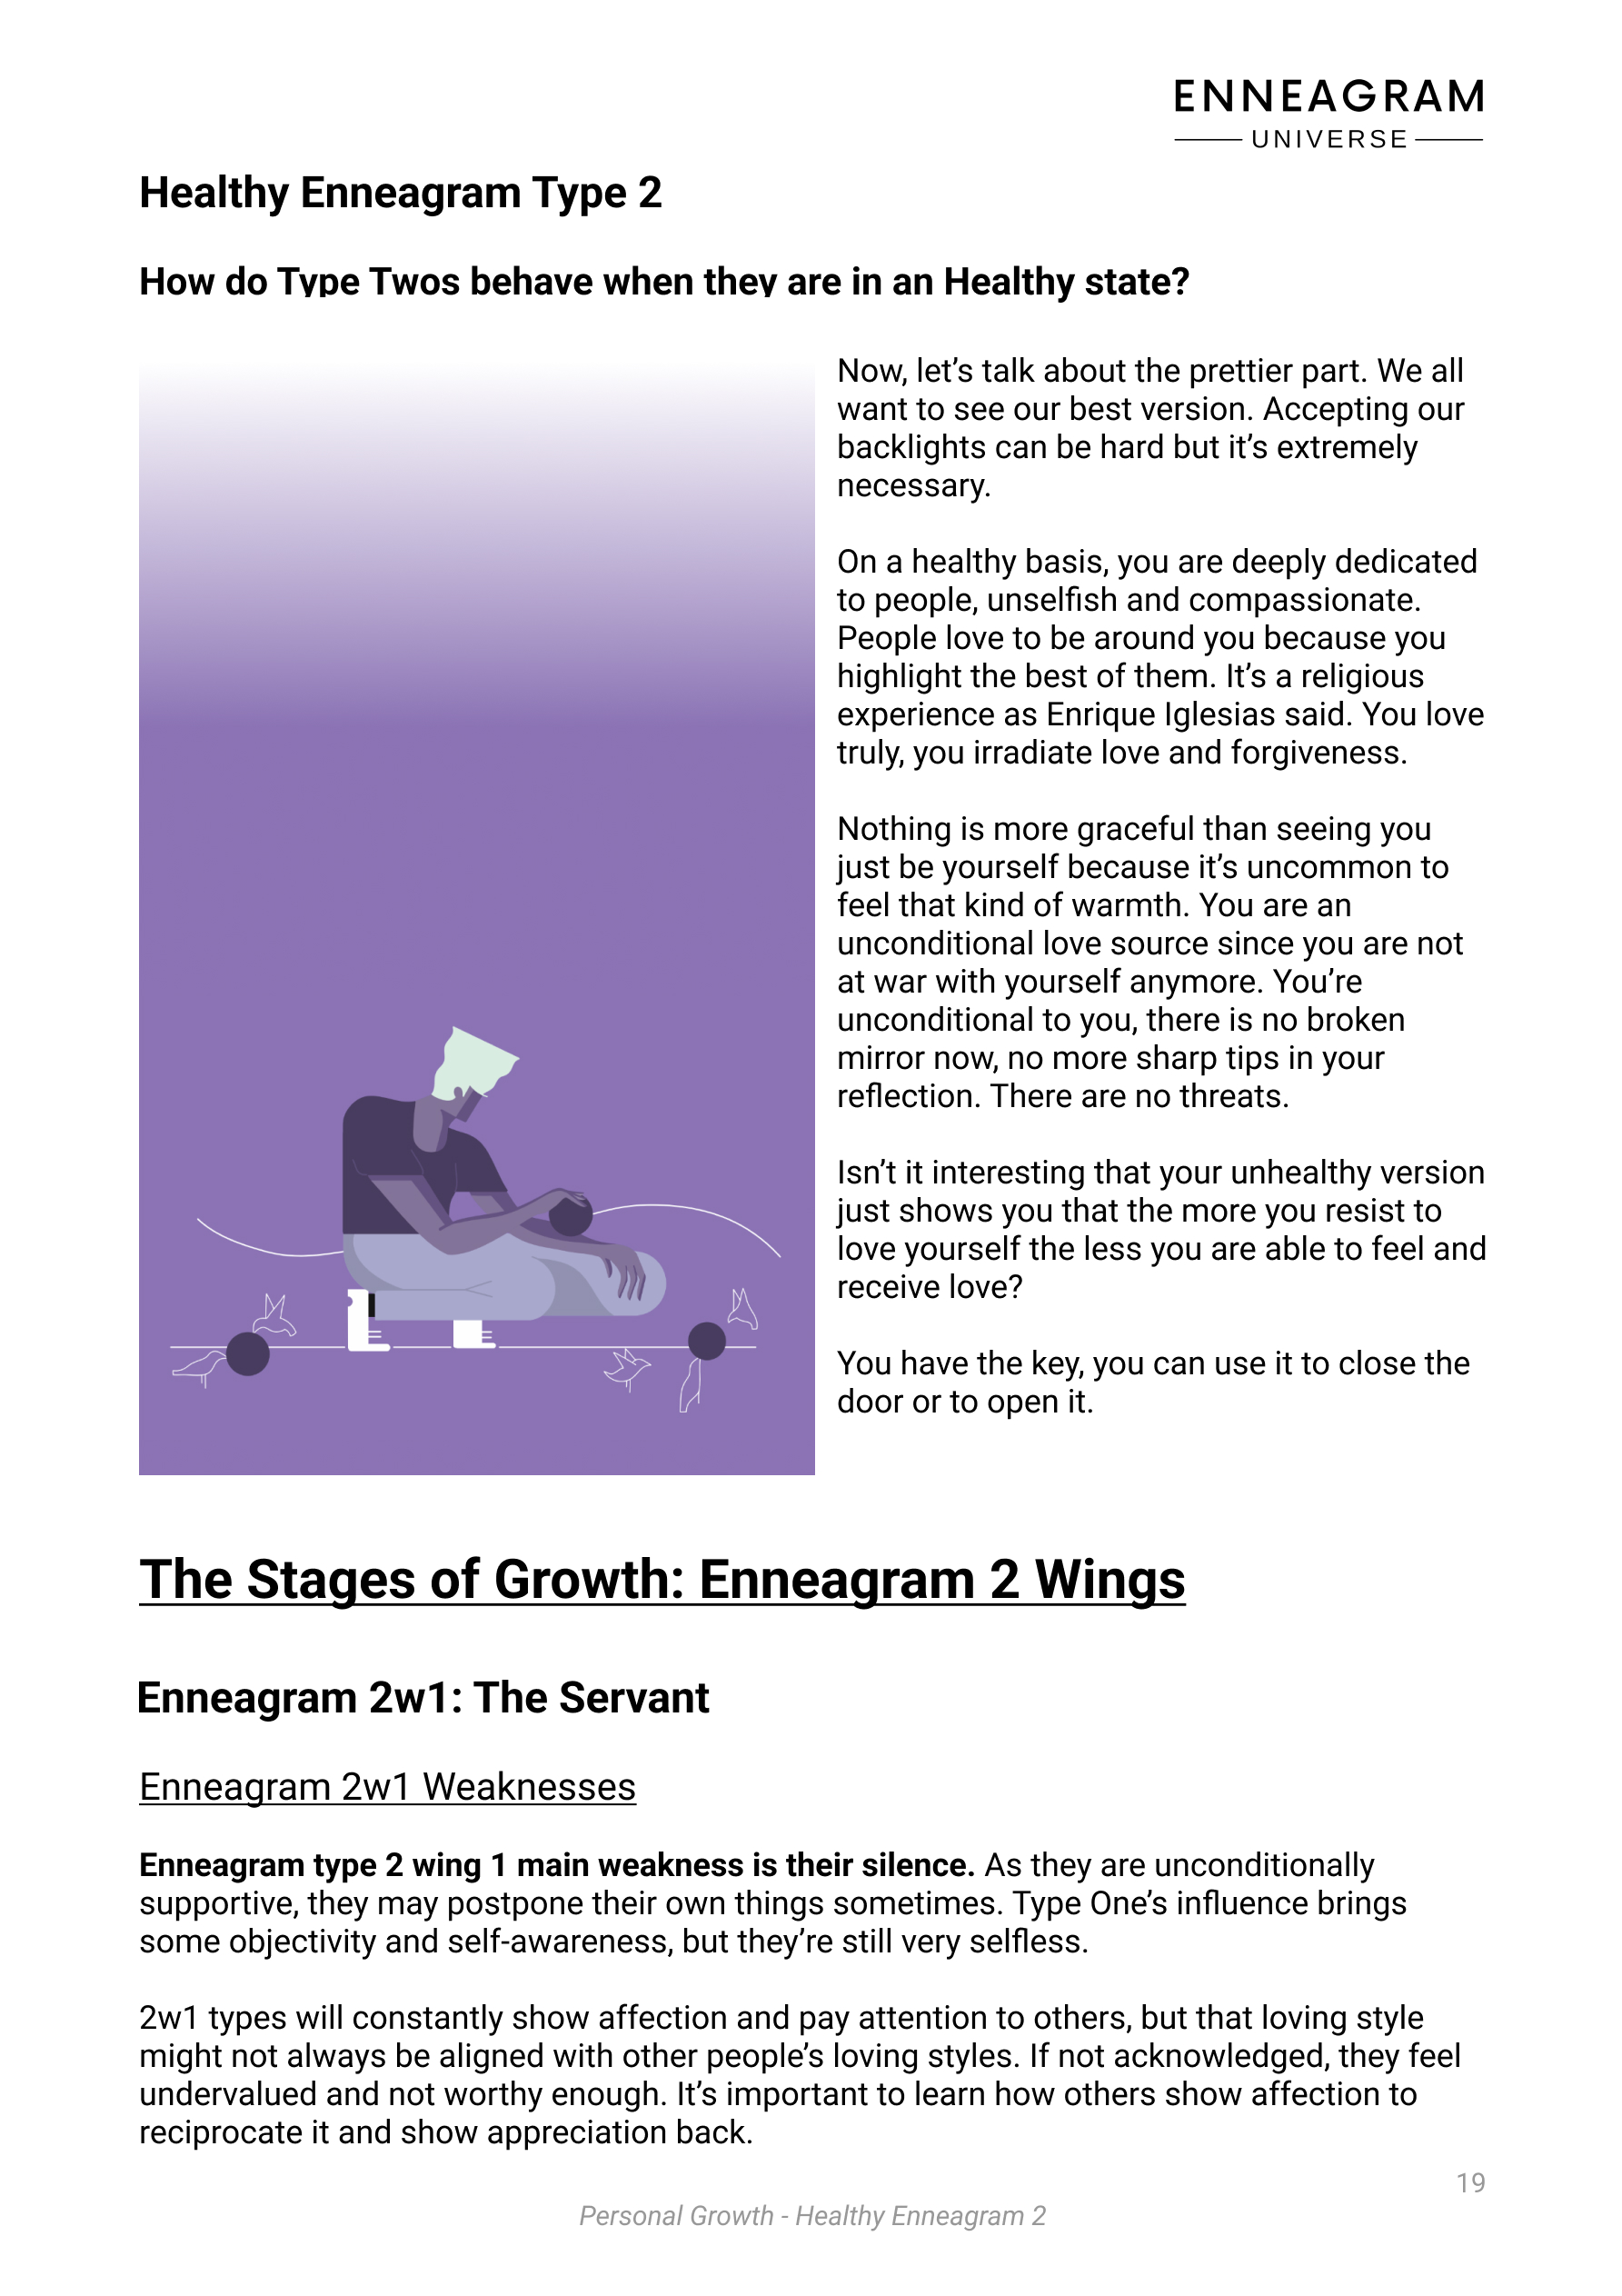 ENNEAGRAM
UNIVERSE
Healthy Enneagram Type 2
How do Type Twos behave when they are in an Healthy state?
Now, let’s talk about the prettier part. We all
want to see our best version. Accepting our
backlights can be hard but it’s extremely
necessary.
On a healthy basis, you are deeply dedicated
to people, unselfish and compassionate.
People love to be around you because you
highlight the best of them. It’s a religious
experience as Enrique Iglesias said. You love
truly, you irradiate love and forgiveness.
Nothing is more graceful than seeing you
just be yourself because it’s uncommon to
feel that kind of warmth. You are an
unconditional love source since you are not
at war with yourself anymore. You’re
unconditional to you, there is no broken
mirror now, no more sharp tips in your
reflection. There are no threats.
Isn’t it interesting that your unhealthy version
just shows you that the more you resist to
love yourself the less you are able to feel and
receive love?
You have the key, you can use it to close the
door or to open it.
The Stages of Growth: Enneagram 2 Wings
Enneagram 2w1: The Servant
Enneagram 2w1 Weaknesses
Enneagram type 2 wing 1 main weakness is their silence. As they are unconditionally
supportive, they may postpone their own things sometimes. Type One’s influence brings
some objectivity and self-awareness, but they’re still very selfless.
2w1 types will constantly show affection and pay attention to others, but that loving style
might not always be aligned with other people’s loving styles. If not acknowledged, they feel
undervalued and not worthy enough. It’s important to learn how others show affection to
reciprocate it and show appreciation back.
19
Personal Growth - Healthy Enneagram 2